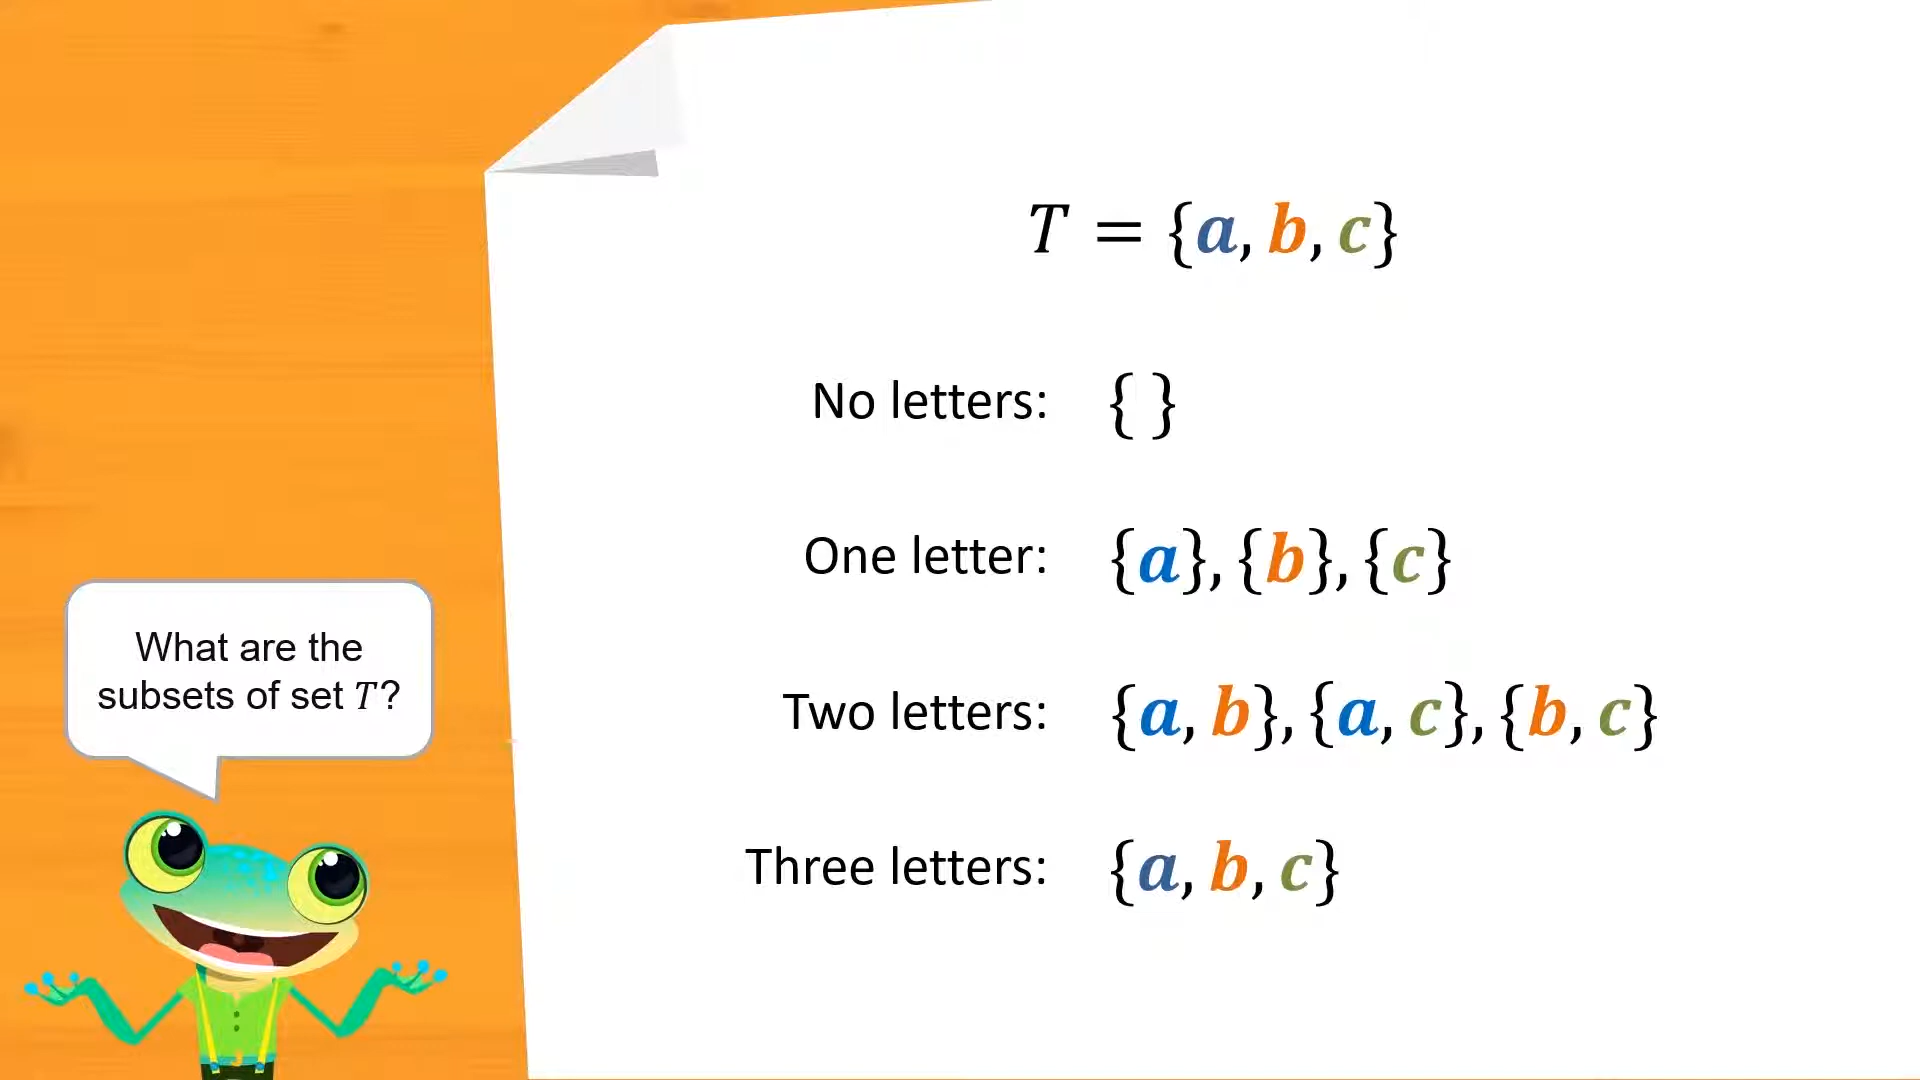 T = {a, b, c}
No letters: { }
One letter: {a}, {b}, {c}
Two letters: {a, b}, {a, c}, {b, c}
Three letters: {a, b, c}
What are the
subsets of set T?